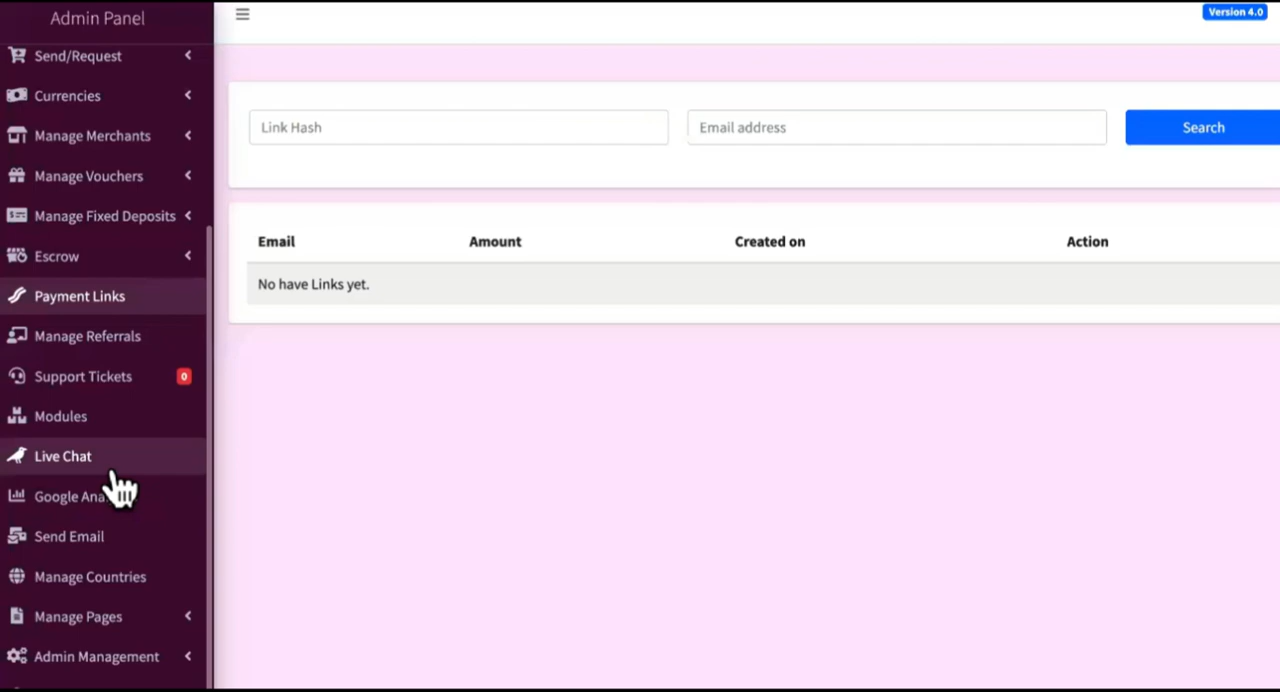 Admin Panel
Version 4.0
Send/Request
Currencies
Manage Merchants
Manage Vouchers
Manage Fixed Deposits
Escrow
Payment Links
Manage Referrals
Support Tickets 0
Modules
Live Chat
Google Ana
Send Email
Manage Countries
Manage Pages
Admin Management
Link Hash
Email address
Search
Email Amount Created on Action
No have Links yet.